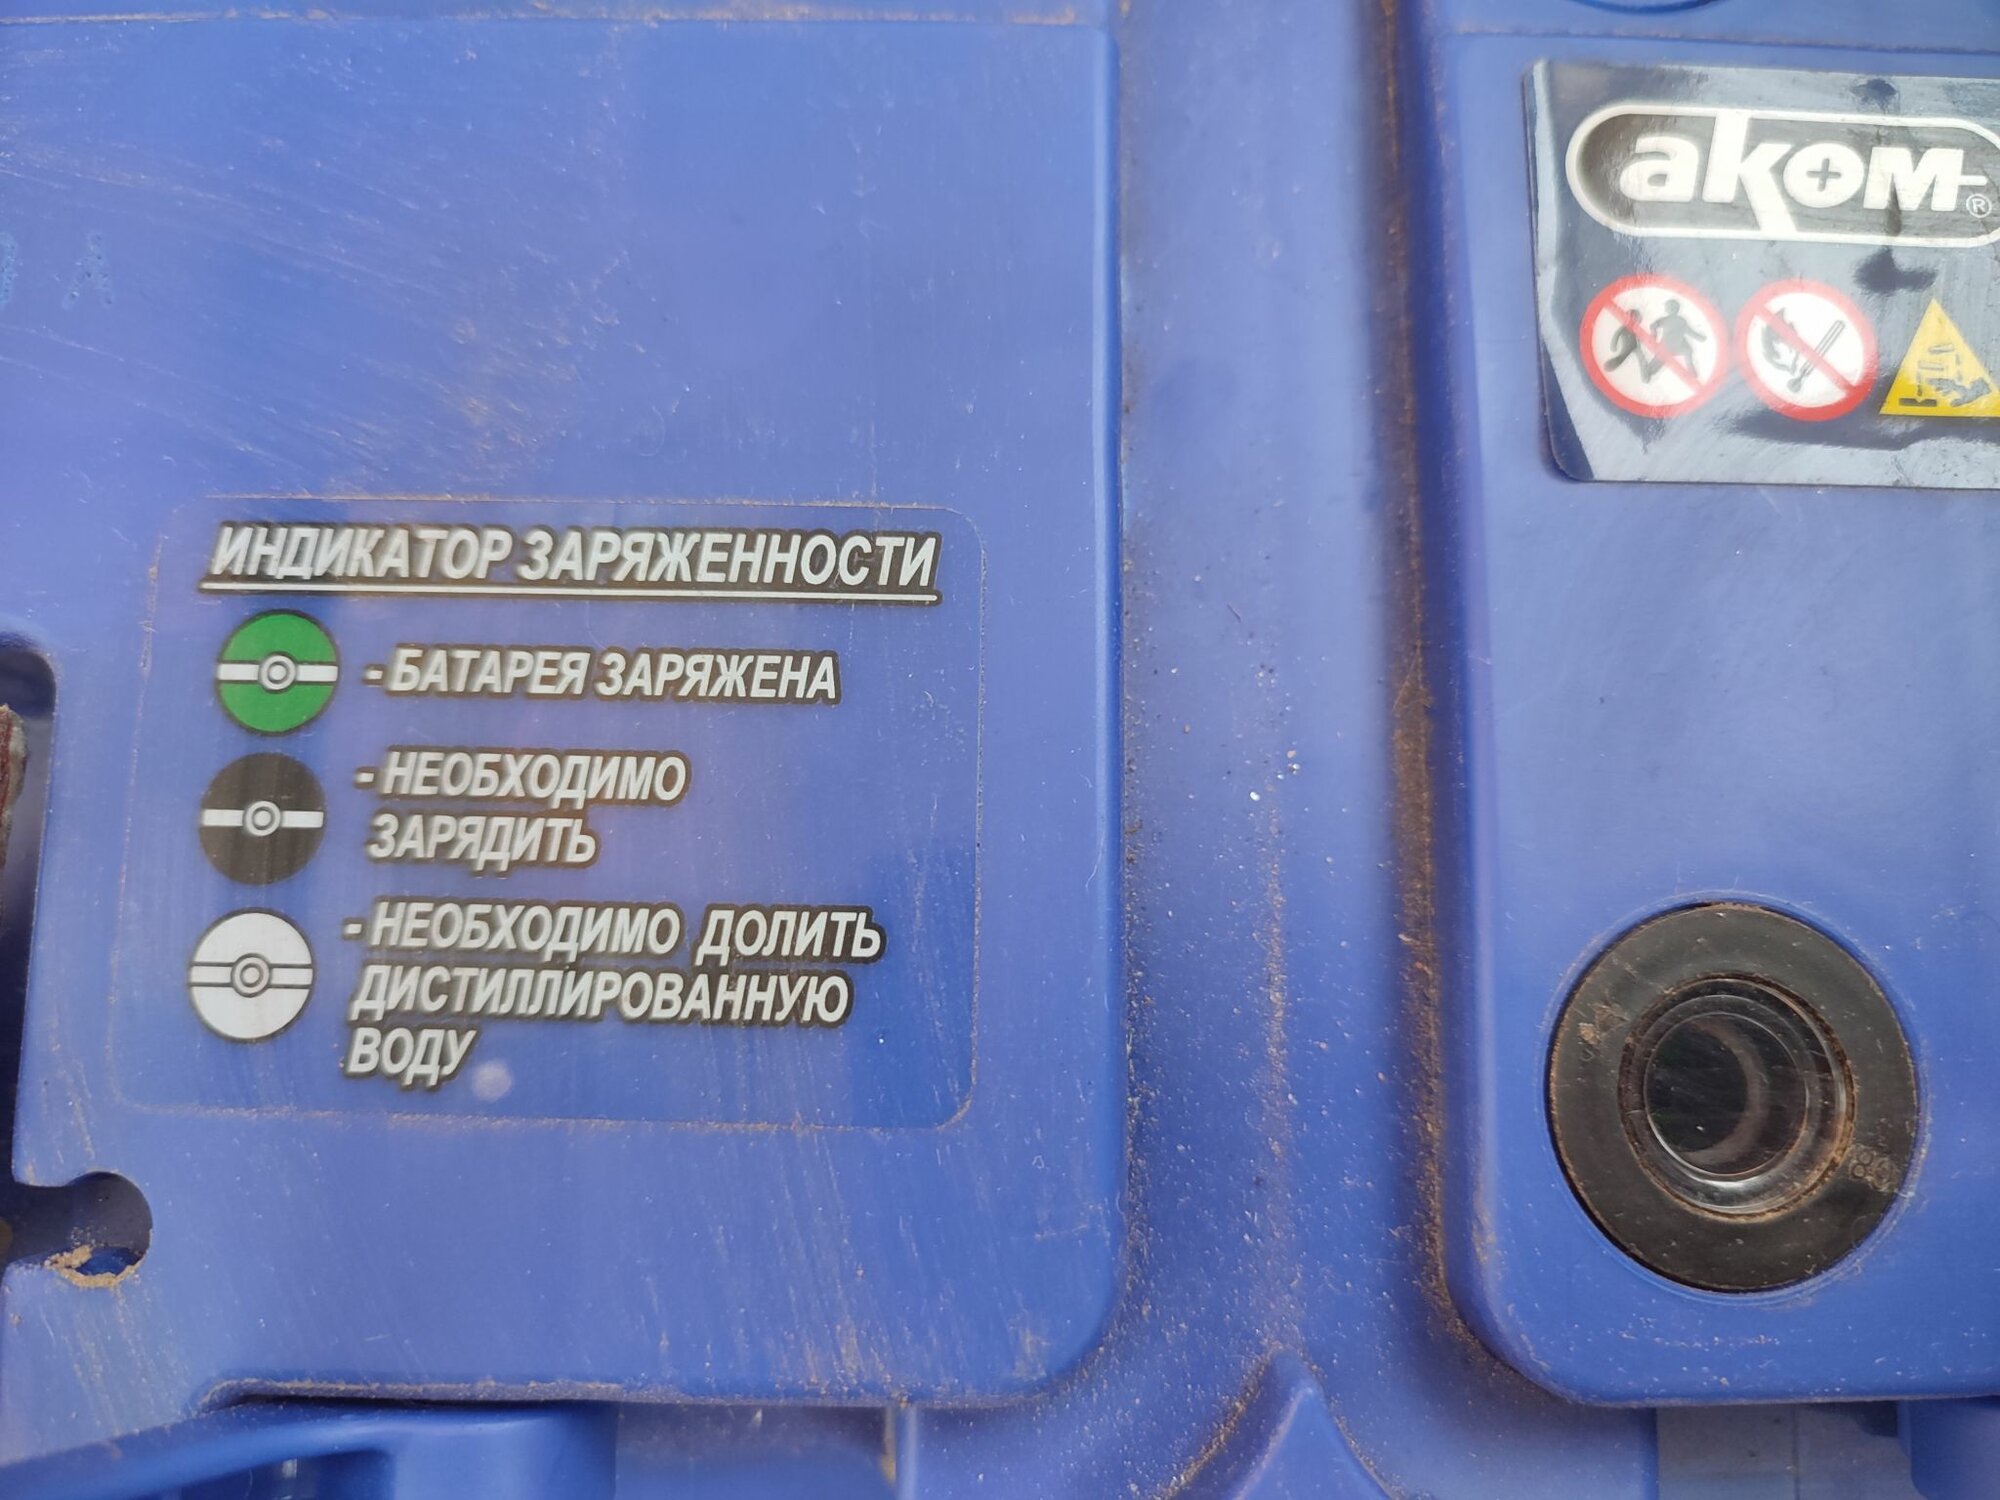 аком
®
ИНДИКАТОР ЗАРЯЖЕННОСТИ
- БАТАРЕЯ ЗАРЯЖЕНА
- НЕОБХОДИМО
ЗАРЯДИТЬ
- НЕОБХОДИМО ДОЛИТЬ
ДИСТИЛЛИРОВАННУЮ
ВОДУ